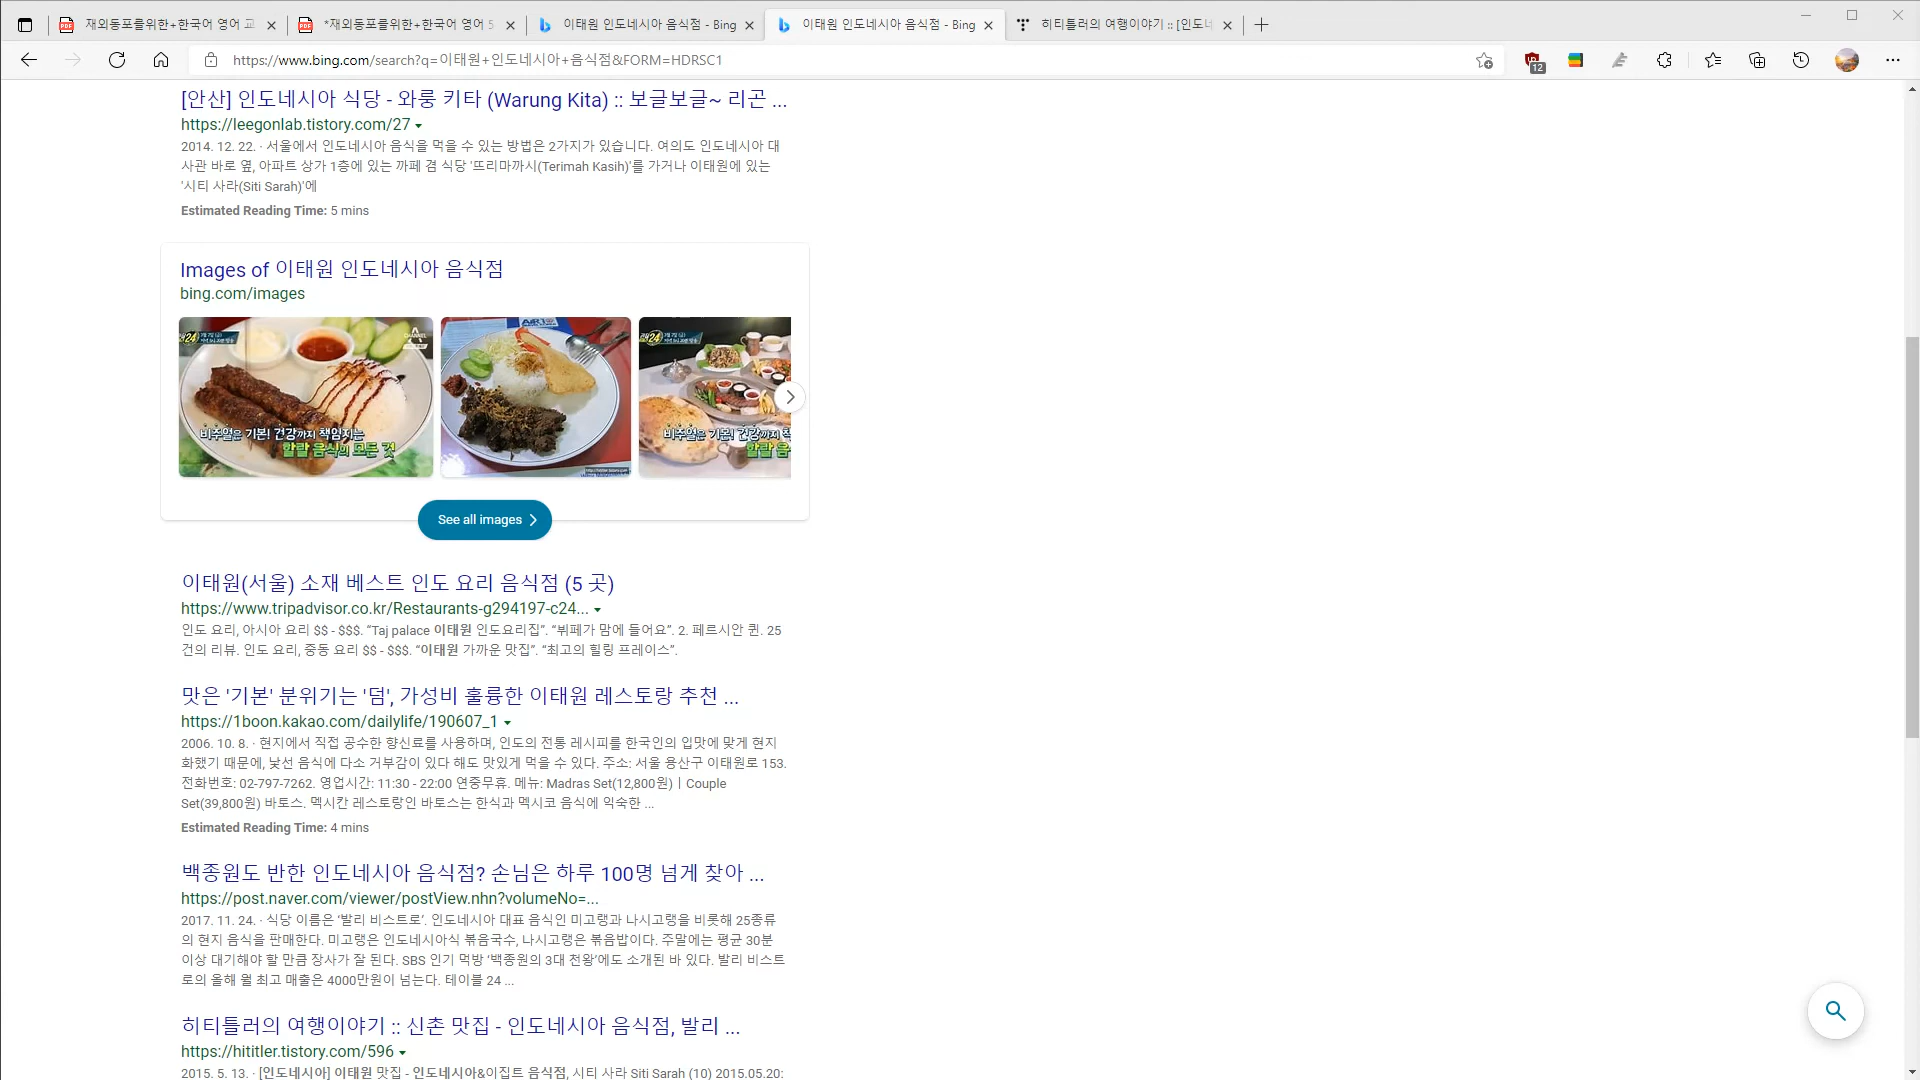 재외동포를위한+한국어 영어 교
*재외동포를위한+한국어 영어 5
이태원 인도네시아 음식점 - Bing
이태원 인도네시아 음식점 - Bing
히티틀러의 여행이야기 :: [인도네
https://www.bing.com/search?q=이태원+인도네시아+음식점&FORM=HDRSC1
12
[안산] 인도네시아 식당 - 와룽 키타 (Warung Kita) :: 보글보글~ 리곤 ...
https://leegonlab.tistory.com/27
2014. 12. 22. · 서울에서 인도네시아 음식을 먹을 수 있는 방법은 2가지가 있습니다. 여의도 인도네시아 대
사관 바로 옆, 아파트 상가 1층에 있는 까페 겸 식당 '뜨리마까시(Terimah Kasih)'를 가거나 이태원에 있는
'시티 사라(Siti Sarah)'에
Estimated Reading Time: 5 mins
Images of 이태원 인도네시아 음식점
bing.com/images
비주얼은 기본! 건강까지 책임지는
할랄 음식의 모든 것
비주얼은 기본! 건강까지 책
할랄 음
See all images
이태원(서울) 소재 베스트 인도 요리 음식점 (5 곳)
https://www.tripadvisor.co.kr/Restaurants-g294197-c24...
인도 요리, 아시아 요리 $$ - $$$. “Taj palace 이태원 인도요리집”. “뷔페가 맘에 들어요”. 2. 페르시안 퀸. 25
건의 리뷰. 인도 요리, 중동 요리 $$ - $$$. “이태원 가까운 맛집”. “최고의 힐링 프레이스”.
맛은 '기본' 분위기는 '덤', 가성비 훌륭한 이태원 레스토랑 추천 ...
https://1boon.kakao.com/dailylife/190607_1
2006. 10. 8. · 현지에서 직접 공수한 향신료를 사용하며, 인도의 전통 레시피를 한국인의 입맛에 맞게 현지
화했기 때문에, 낯선 음식에 다소 거부감이 있다 해도 맛있게 먹을 수 있다. 주소: 서울 용산구 이태원로 153.
전화번호: 02-797-7262. 영업시간: 11:30 - 22:00 연중무휴. 메뉴: Madras Set(12,800원)ㅣCouple
Set(39,800원) 바토스. 멕시칸 레스토랑인 바토스는 한식과 멕시코 음식에 익숙한 ...
Estimated Reading Time: 4 mins
백종원도 반한 인도네시아 음식점? 손님은 하루 100명 넘게 찾아 ...
https://post.naver.com/viewer/postView.nhn?volumeNo=...
2017. 11. 24. · 식당 이름은 ‘발리 비스트로’. 인도네시아 대표 음식인 미고랭과 나시고랭을 비롯해 25종류
의 현지 음식을 판매한다. 미고랭은 인도네시아식 볶음국수, 나시고랭은 볶음밥이다. 주말에는 평균 30분
이상 대기해야 할 만큼 장사가 잘 된다. SBS 인기 먹방 ‘백종원의 3대 천왕’에도 소개된 바 있다. 발리 비스트
로의 올해 월 최고 매출은 4000만원이 넘는다. 테이블 24 ...
히티틀러의 여행이야기 :: 신촌 맛집 - 인도네시아 음식점, 발리 ...
https://hititler.tistory.com/596
2015. 5. 13. · [인도네시아] 이태원 맛집 - 인도네시아&이집트 음식점, 시티 사라 Siti Sarah (10) 2015.05.20: